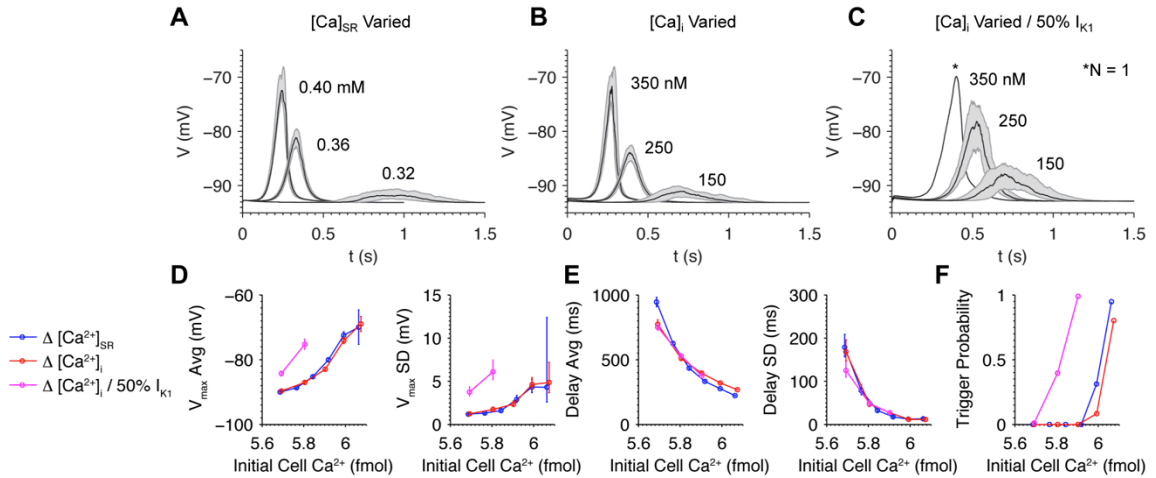 A
[Ca]SR Varied
V (mV)
−70
−80
−90
0.40 mM
0.36
0.32
0
0.5
1
1.5
t (s)
B
[Ca]i Varied
V (mV)
−70
−80
−90
350 nM
250
150
0
0.5
1
1.5
t (s)
C
[Ca]i Varied / 50% IK1
V (mV)
−70
−80
−90
*
350 nM
*N = 1
250
150
0
0.5
1
1.5
t (s)
Δ [Ca2+]SR
Δ [Ca2+]i
Δ [Ca2+]i / 50% IK1
D
Vmax Avg (mV)
−60
−80
−100
5.6
5.8
6
Initial Cell Ca2+ (fmol)
Vmax SD (mV)
15
10
5
0
5.6
5.8
6
Initial Cell Ca2+ (fmol)
E
Delay Avg (ms)
1000
500
0
5.6
5.8
6
Initial Cell Ca2+ (fmol)
Delay SD (ms)
300
200
100
0
5.6
5.8
6
Initial Cell Ca2+ (fmol)
F
Trigger Probability
1
0.5
0
5.6
5.8
6
Initial Cell Ca2+ (fmol)